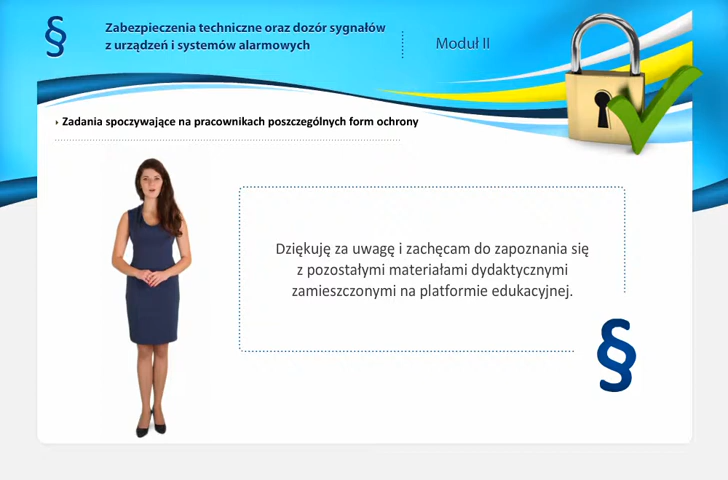 §
Zabezpieczenia techniczne oraz dozór sygnałów
z urządzeń i systemów alarmowych
Moduł II
Zadania spoczywające na pracownikach poszczególnych form ochrony
Dziękuję za uwagę i zachęcam do zapoznania się
z pozostałymi materiałami dydaktycznymi
zamieszczonymi na platformie edukacyjnej.
§